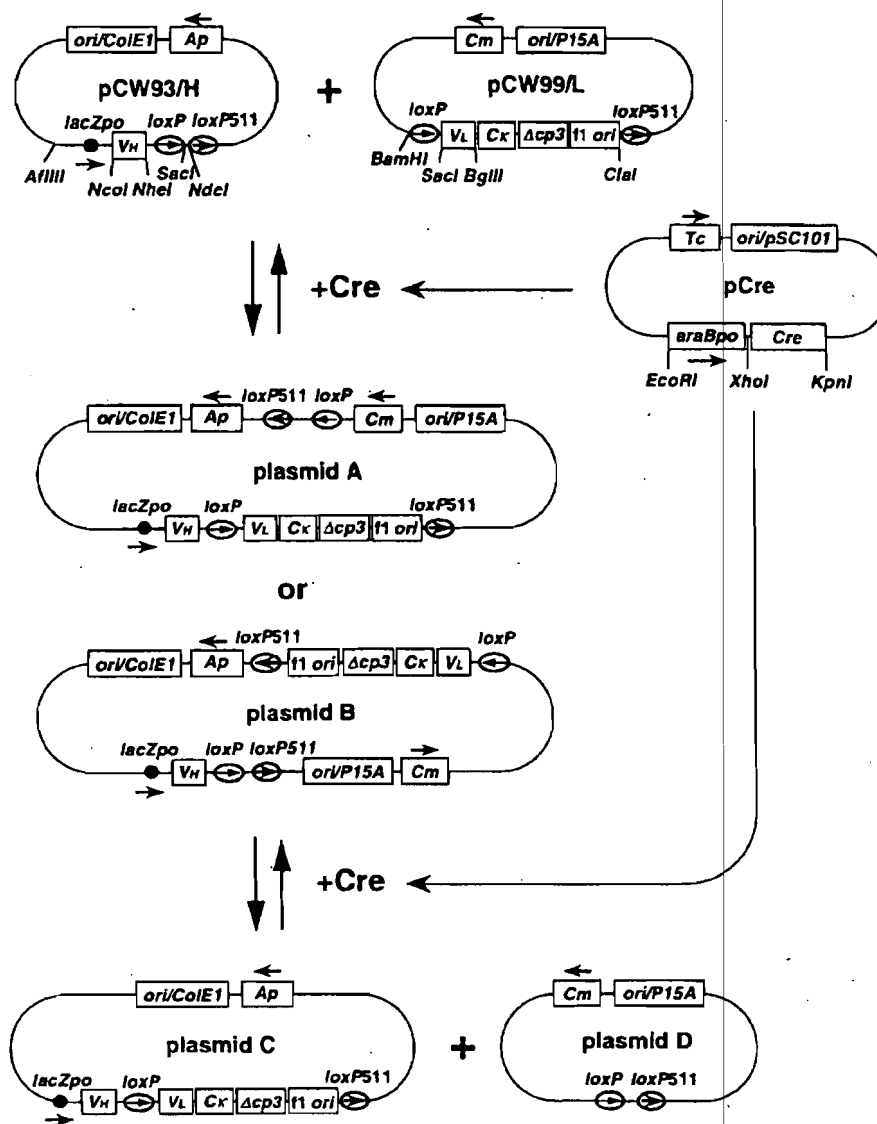 ori/ColE1 Ap
pCW93/H
lacZpo loxP loxP511
VH
AflIII NcoI NheI SacI NdeI
+
Cm ori/P15A
pCW99/L
loxP loxP511
VL Cκ Δcp3 f1 ori
BamHI SacI BglII ClaI
+Cre
Tc ori/pSC101
pCre
araBpo Cre
EcoRI XhoI KpnI
ori/ColE1 Ap loxP511 loxP Cm ori/P15A
plasmid A
lacZpo loxP loxP511
VH VL Cκ Δcp3 f1 ori
or
loxP511 loxP
ori/ColE1 Ap f1 ori Δcp3 Cκ VL
plasmid B
lacZpo loxP loxP511
VH ori/P15A Cm
+Cre
ori/ColE1 Ap
plasmid C
lacZpo loxP loxP511
VH VL Cκ Δcp3 f1 ori
+
Cm ori/P15A
plasmid D
loxP loxP511